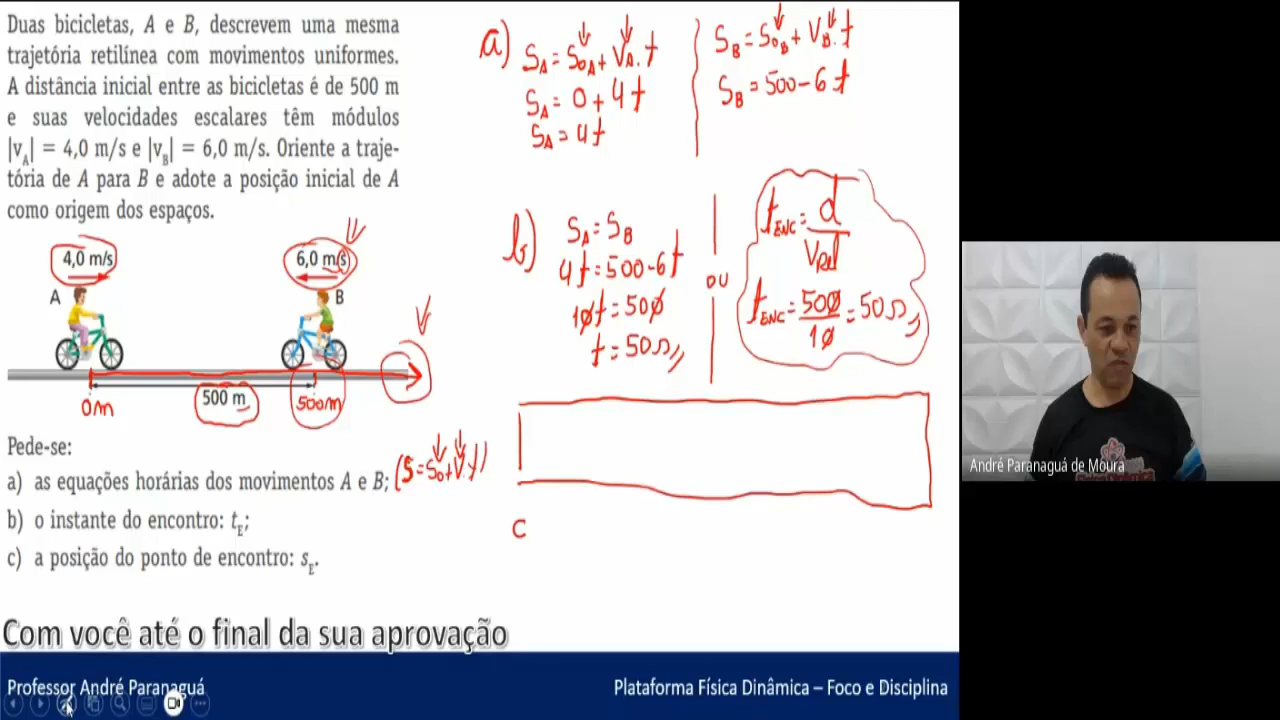 Duas bicicletas, A e B, descrevem uma mesma
trajetória retilínea com movimentos uniformes.
A distância inicial entre as bicicletas é de 500 m
e suas velocidades escalares têm módulos
|vA| = 4,0 m/s e |vB| = 6,0 m/s. Oriente a traje-
tória de A para B e adote a posição inicial de A
como origem dos espaços.
4,0 m/s
6,0 m/s
A
B
500 m
0m
500m
Pede-se:
a) as equações horárias dos movimentos A e B; (S=S0+V.t)
b) o instante do encontro: tE;
c) a posição do ponto de encontro: sE.
a) SA = S0A + VA.t
SA = 0 + 4t
SA = 4t
SB = S0B + VB.t
SB = 500-6t
b) SA = SB
4t = 500-6t
10t = 500
t = 50s
OU
tENC = d/VRel
tENC = 500/10 = 50s
C
Com você até o final da sua aprovação
Professor André Paranaguá
Plataforma Física Dinâmica – Foco e Disciplina
André Paranaguá de Moura